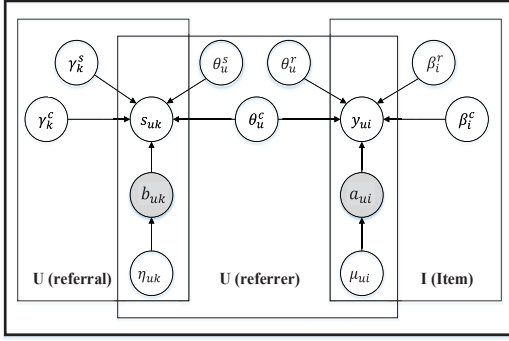 γ_k^s θ_u^s θ_u^r β_i^r
γ_k^c s_uk θ_u^c y_ui β_i^c
b_uk a_ui
η_uk μ_ui
U (referral) U (referrer) I (Item)